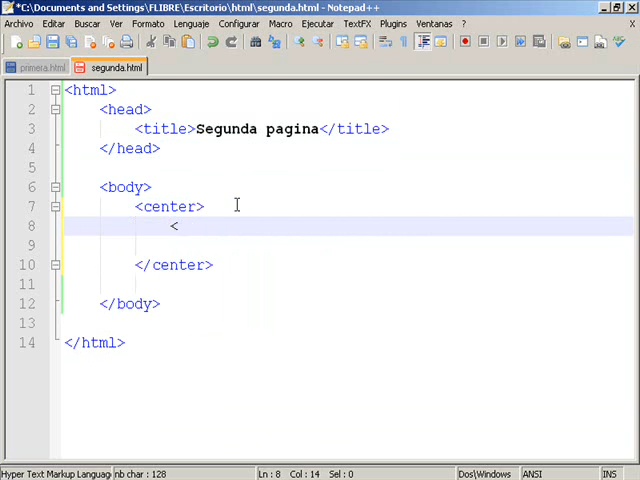 *C:\Documents and Settings\FLIBRE\Escritorio\html\segunda.html - Notepad++
Archivo Editar Buscar Ver Formato Lenguaje Configurar Macro Ejecutar TextFX Plugins Ventanas ?
primera.html segunda.html
1 <html>
2 <head>
3 <title>Segunda pagina</title>
4 </head>
5
6 <body>
7 <center>
8 <
9
10 </center>
11
12 </body>
13
14 </html>
Hyper Text Markup Languag nb char : 128 Ln : 8 Col : 14 Sel : 0 Dos\Windows ANSI INS